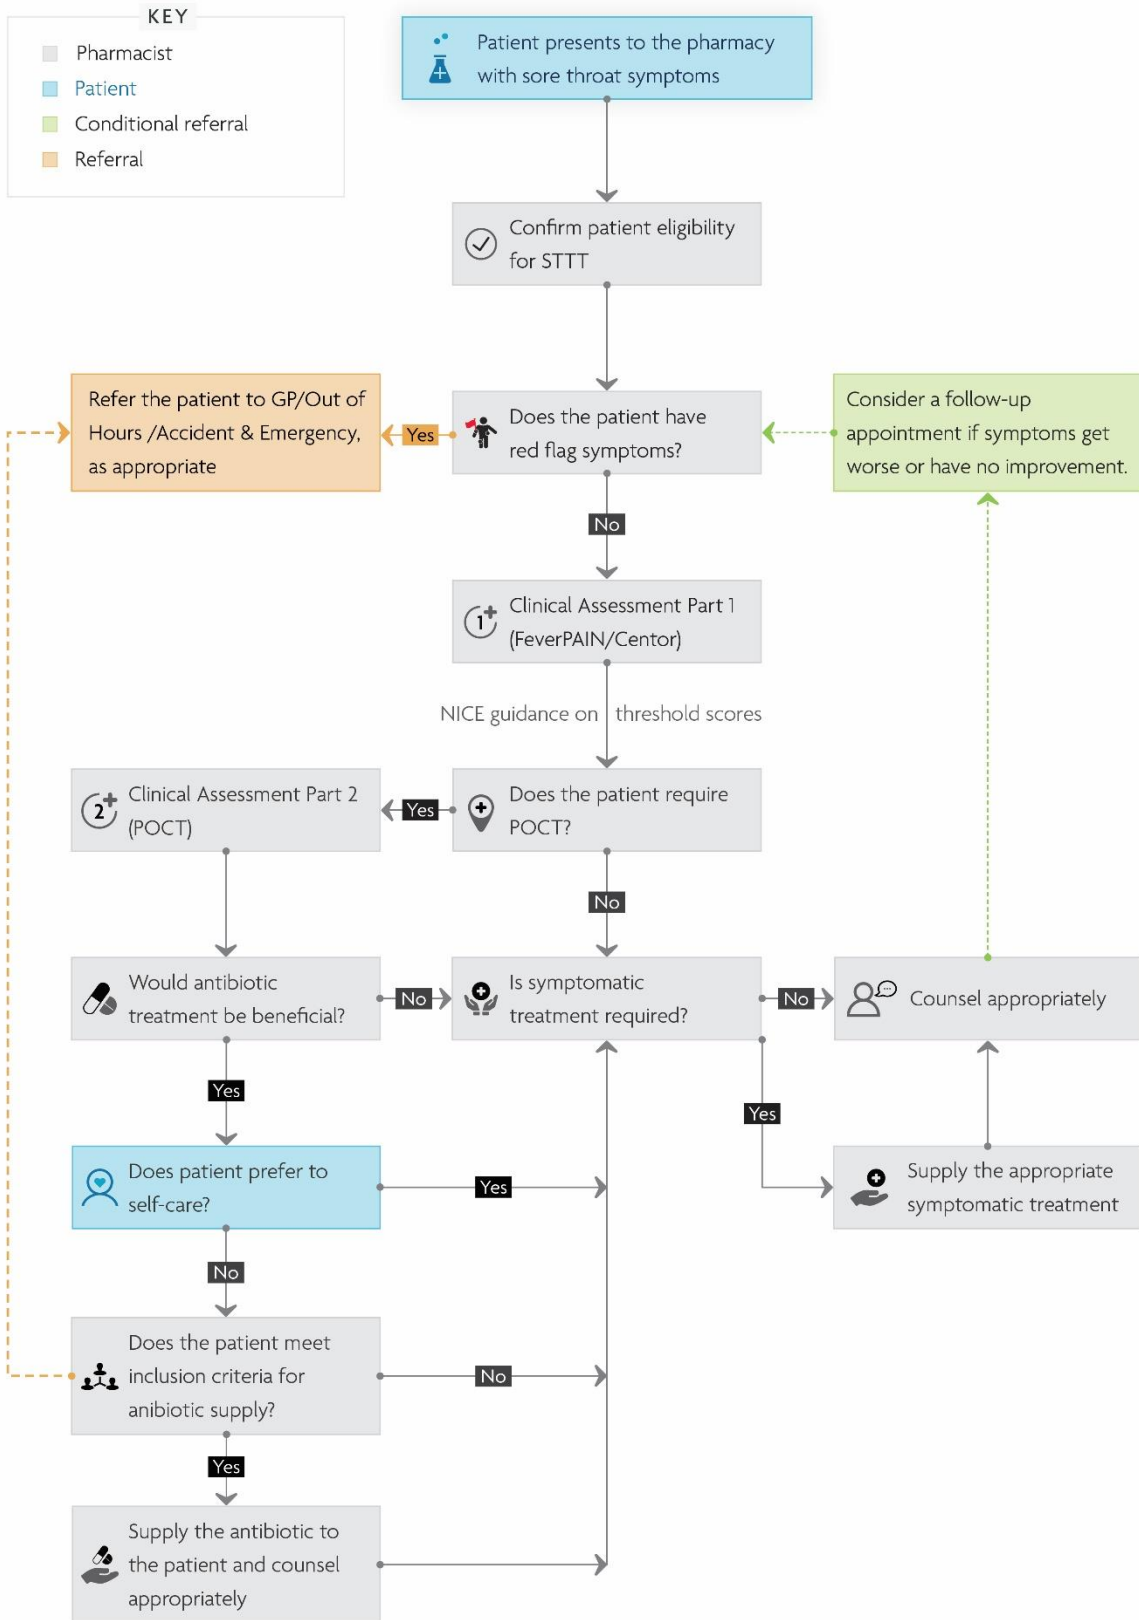 KEY
Pharmacist
Patient
Conditional referral
Referral
Patient presents to the pharmacy
with sore throat symptoms
Confirm patient eligibility
for STTT
Refer the patient to GP/Out of
Hours /Accident & Emergency,
as appropriate
Yes
Does the patient have
red flag symptoms?
Consider a follow-up
appointment if symptoms get
worse or have no improvement.
No
1+
Clinical Assessment Part 1
(FeverPAIN/Centor)
NICE guidance on threshold scores
2+
Clinical Assessment Part 2
(POCT)
Yes
Does the patient require
POCT?
No
Would antibiotic
treatment be beneficial?
No
Is symptomatic
treatment required?
No
Counsel appropriately
Yes
Yes
Does patient prefer to
self-care?
Yes
Supply the appropriate
symptomatic treatment
No
Does the patient meet
inclusion criteria for
anibiotic supply?
No
Yes
Supply the antibiotic to
the patient and counsel
appropriately